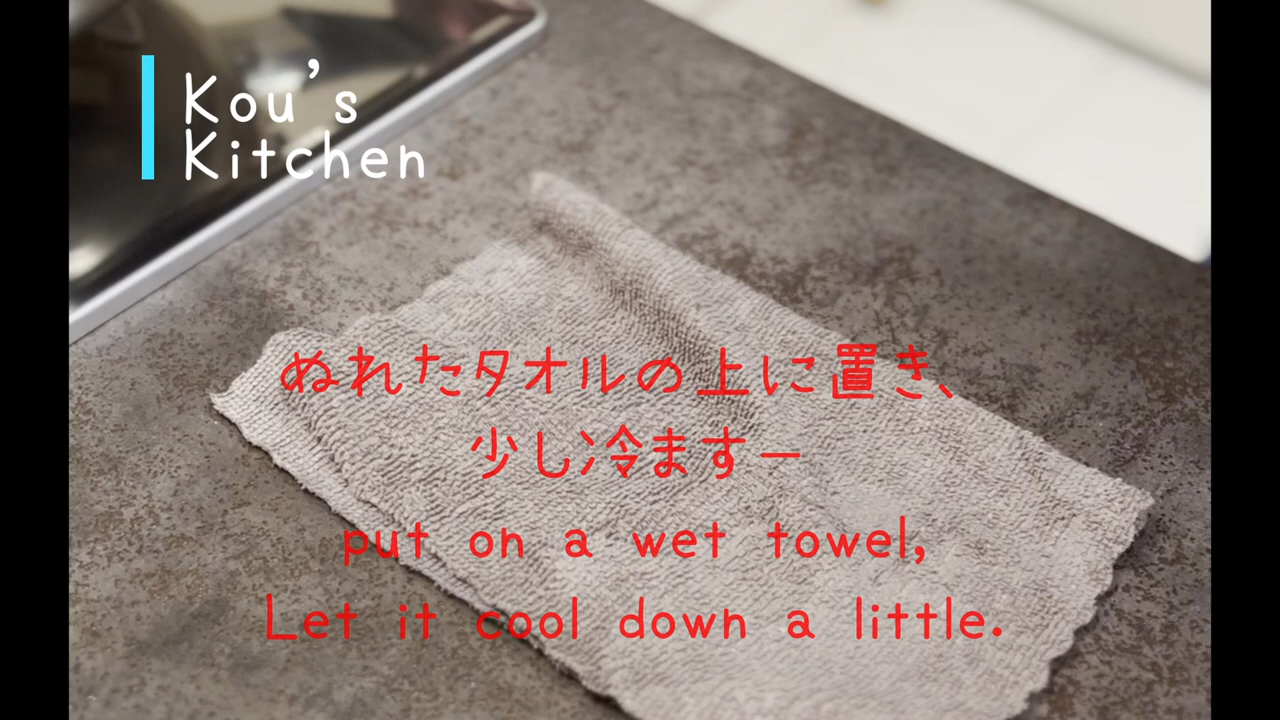 Kou's
Kitchen
ぬれたタオルの上に置き、
少し冷ますー
put on a wet towel,
Let it cool down a little.